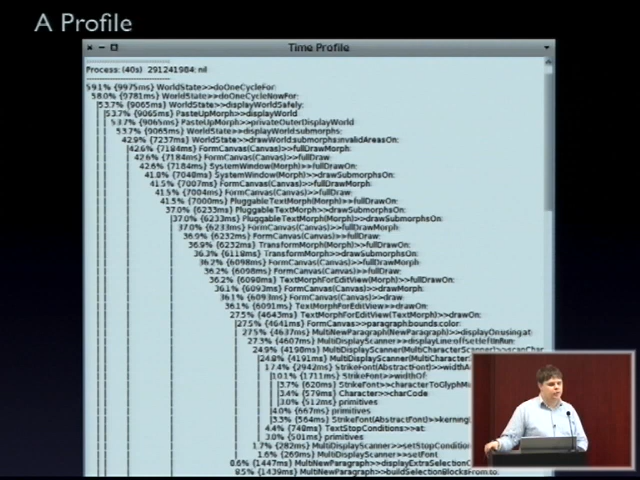 A Profile
Time Profile
Process: (40s) 291241984: nil
59.1% {9975ms} WorldState>>doOneCycleFor:
58.0% {9781ms} WorldState>>doOneCycleNowFor:
|53.7% {9065ms} WorldState>>displayWorldSafely:
|53.7% {9065ms} PasteUpMorph>>displayWorld
53.7% {9065ms} PasteUpMorph>>privateOuterDisplayWorld
53.7% {9065ms} WorldState>>displayWorld:submorphs:
42.9% {7237ms} WorldState>>drawWorld:submorphs:invalidAreasOn:
|42.6% {7184ms} FormCanvas(Canvas)>>fullDrawMorph:
42.6% {7184ms} FormCanvas(Canvas)>>fullDraw:
42.6% {7184ms} SystemWindow(Morph)>>fullDrawOn:
41.8% {7048ms} SystemWindow(Morph)>>drawSubmorphsOn:
41.5% {7007ms} FormCanvas(Canvas)>>fullDrawMorph:
41.5% {7004ms} FormCanvas(Canvas)>>fullDraw:
41.5% {7000ms} PluggableTextMorph(Morph)>>fullDrawOn:
37.0% {6233ms} PluggableTextMorph>>drawSubmorphsOn:
|37.0% {6233ms} PluggableTextMorph(Morph)>>drawSubmorphsOn:
37.0% {6233ms} FormCanvas(Canvas)>>fullDrawMorph:
36.9% {6232ms} FormCanvas(Canvas)>>fullDraw:
36.9% {6232ms} TransformMorph(Morph)>>fullDrawOn:
36.3% {6118ms} TransformMorph>>drawSubmorphsOn:
36.2% {6098ms} FormCanvas(Canvas)>>fullDrawMorph:
36.2% {6098ms} FormCanvas(Canvas)>>fullDraw:
36.2% {6098ms} TextMorphForEditView(Morph)>>fullDrawOn:
36.1% {6093ms} FormCanvas(Canvas)>>drawMorph:
36.1% {6093ms} FormCanvas(Canvas)>>draw:
36.1% {6091ms} TextMorphForEditView>>drawOn:
27.5% {4643ms} TextMorphForEditView(TextMorph)>>drawOn:
|27.5% {4641ms} FormCanvas>>paragraph:bounds:color:
27.5% {4637ms} MultiNewParagraph(NewParagraph)>>displayOn:using:at:
27.3% {4607ms} MultiDisplayScanner>>displayLine:offset:leftInRun:
24.9% {4198ms} MultiDisplayScanner(MultiCharacterScanner)>>scanChar
|24.8% {4191ms} MultiDisplayScanner(
17.4% {2942ms} StrikeFont(AbstractFont)>>widthA
|10.1% {1711ms} StrikeFont>>widthOf:
|3.7% {620ms} StrikeFont>>characterToGlyphM
3.4% {579ms} Character>>charCode
3.0% {512ms} primitives
|4.0% {667ms} primitives
3.3% {564ms} StrikeFont(AbstractFont)>>kerning
4.4% {748ms} TextStopConditions>>at:
3.0% {501ms} primitives
1.7% {282ms} MultiDisplayScanner>>setStopCondition
1.6% {269ms} MultiDisplayScanner>>setFont
8.6% {1447ms} MultiNewParagraph>>displayExtraSelection
8.5% {1439ms} MultiNewParagraph>>buildSelectionBlocksFrom:to: